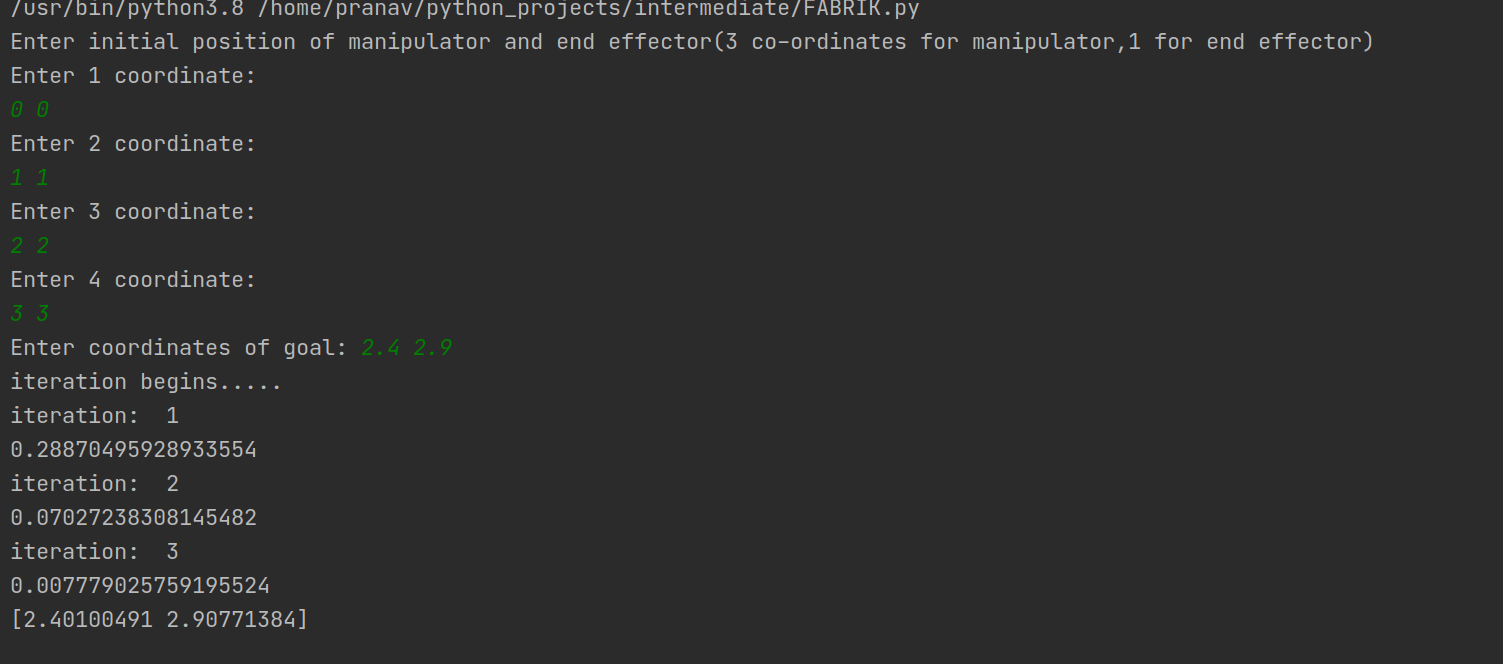 /usr/bin/python3.8 /home/pranav/python_projects/intermediate/FABRIK.py
Enter initial position of manipulator and end effector(3 co-ordinates for manipulator,1 for end effector)
Enter 1 coordinate:
0 0
Enter 2 coordinate:
1 1
Enter 3 coordinate:
2 2
Enter 4 coordinate:
3 3
Enter coordinates of goal: 2.4 2.9
iteration begins.....
iteration:  1
0.28870495928933554
iteration:  2
0.07027238308145482
iteration:  3
0.007779025759195524
[2.40100491 2.90771384]